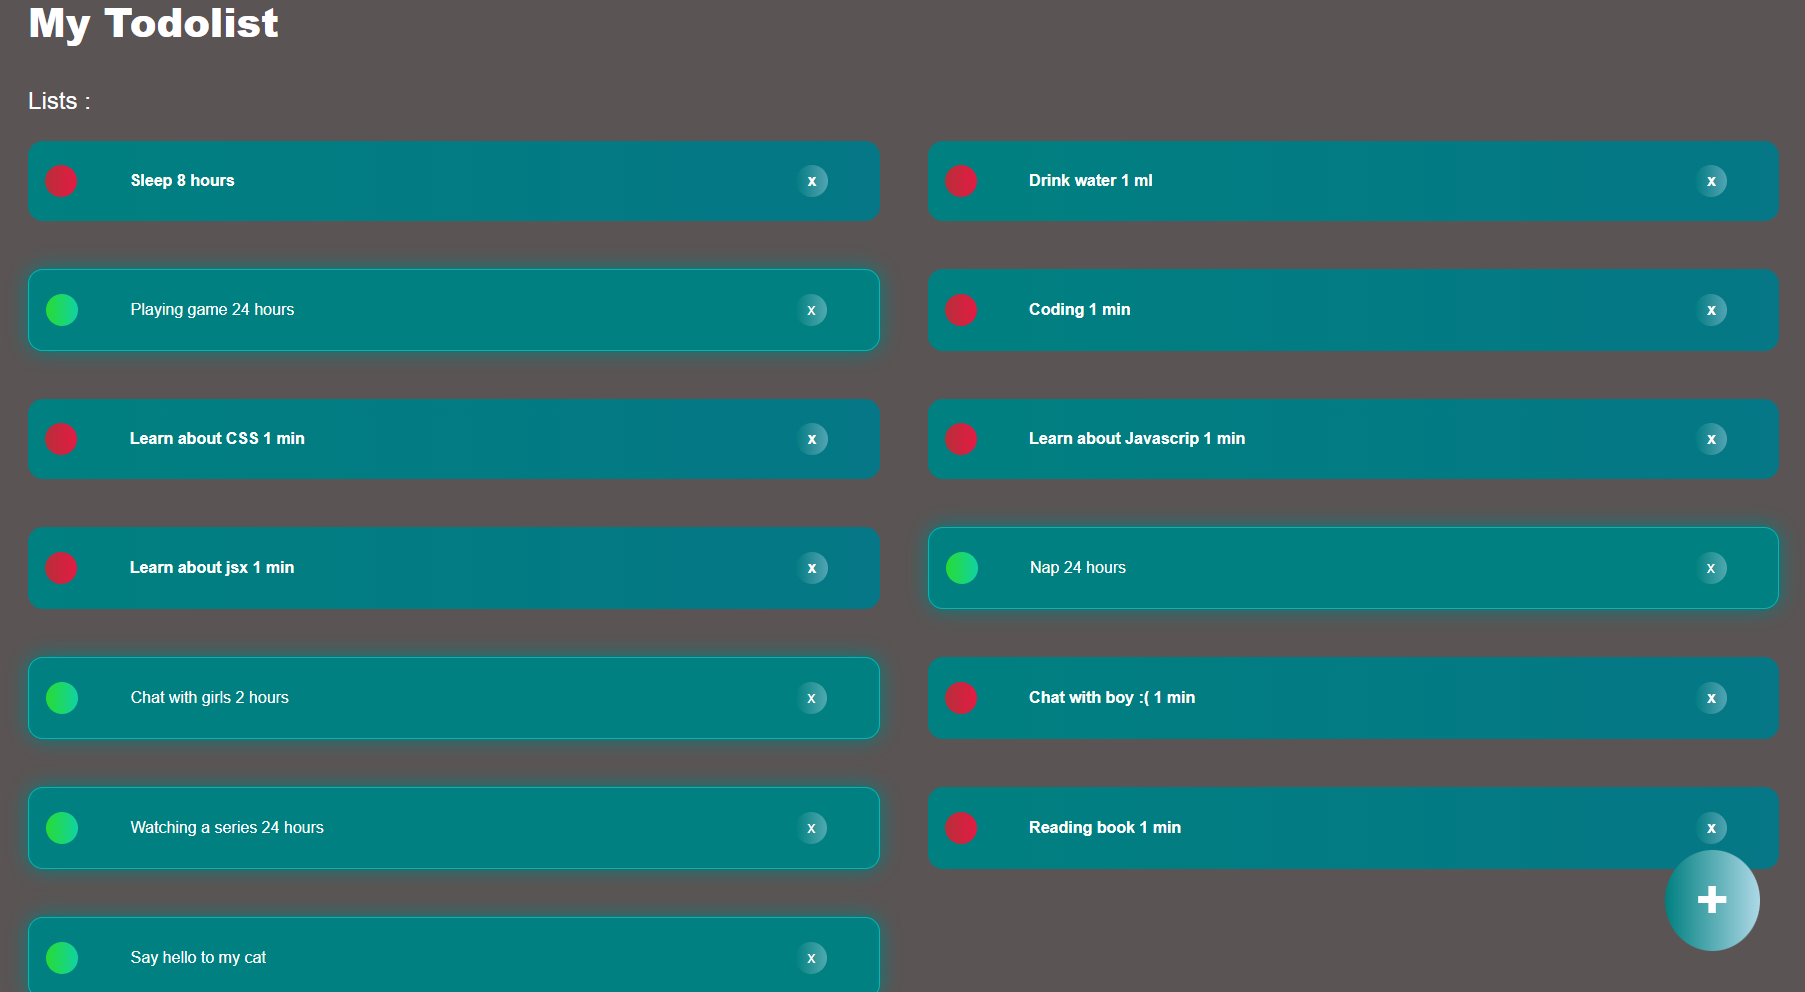 My Todolist
Lists :
Sleep 8 hours x
Drink water 1 ml x
Playing game 24 hours x
Coding 1 min x
Learn about CSS 1 min x
Learn about Javascrip 1 min x
Learn about jsx 1 min x
Nap 24 hours x
Chat with girls 2 hours x
Chat with boy :( 1 min x
Watching a series 24 hours x
Reading book 1 min x
+
Say hello to my cat x